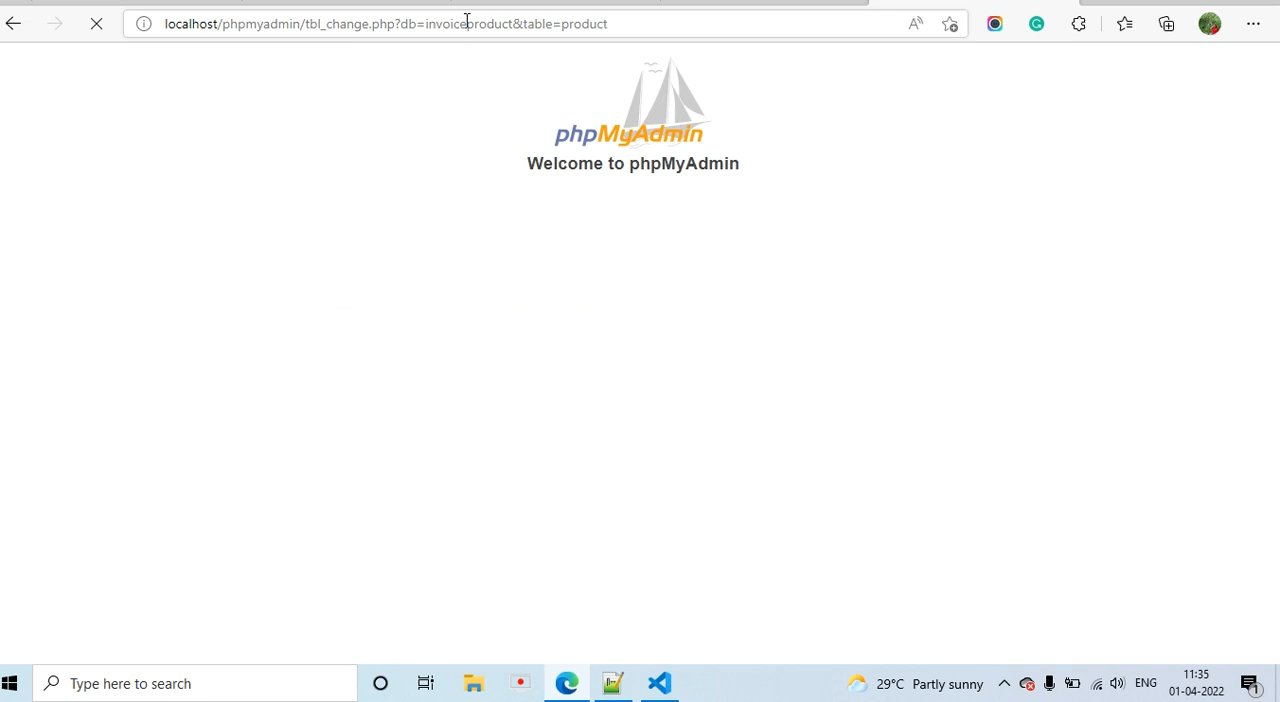 localhost/phpmyadmin/tbl_change.php?db=invoiceproduct&table=product
phpMyAdmin
Welcome to phpMyAdmin
Type here to search
29°C Partly sunny
ENG
11:35
01-04-2022
1